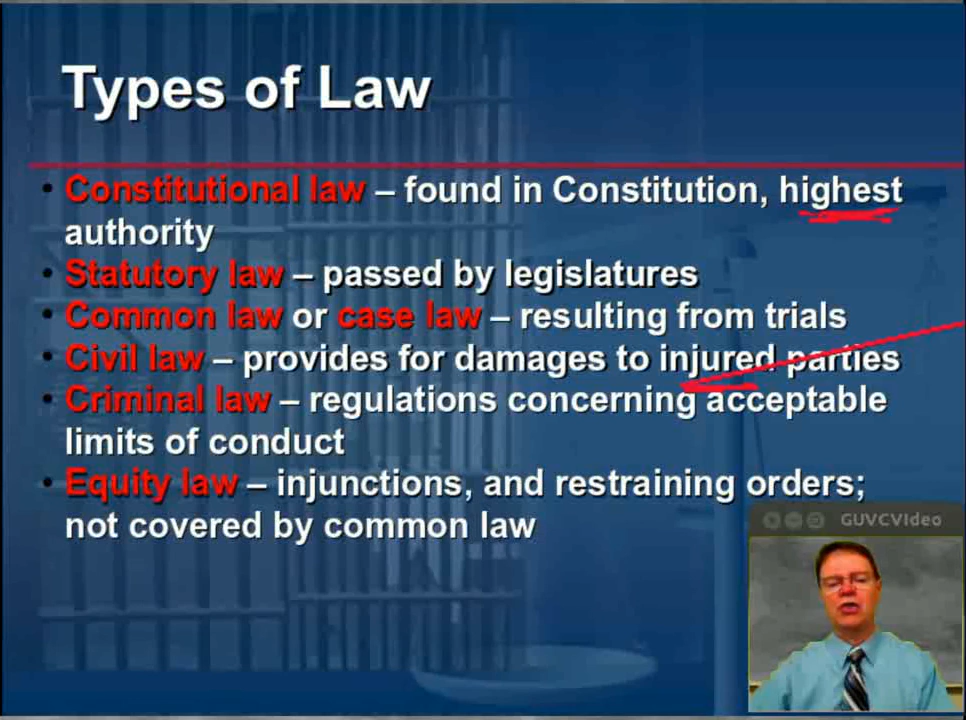 Types of Law
• Constitutional law – found in Constitution, highest
authority
• Statutory law – passed by legislatures
• Common law or case law – resulting from trials
• Civil law – provides for damages to injured parties
• Criminal law – regulations concerning acceptable
limits of conduct
• Equity law – injunctions, and restraining orders;
not covered by common law
GUVCVIdeo